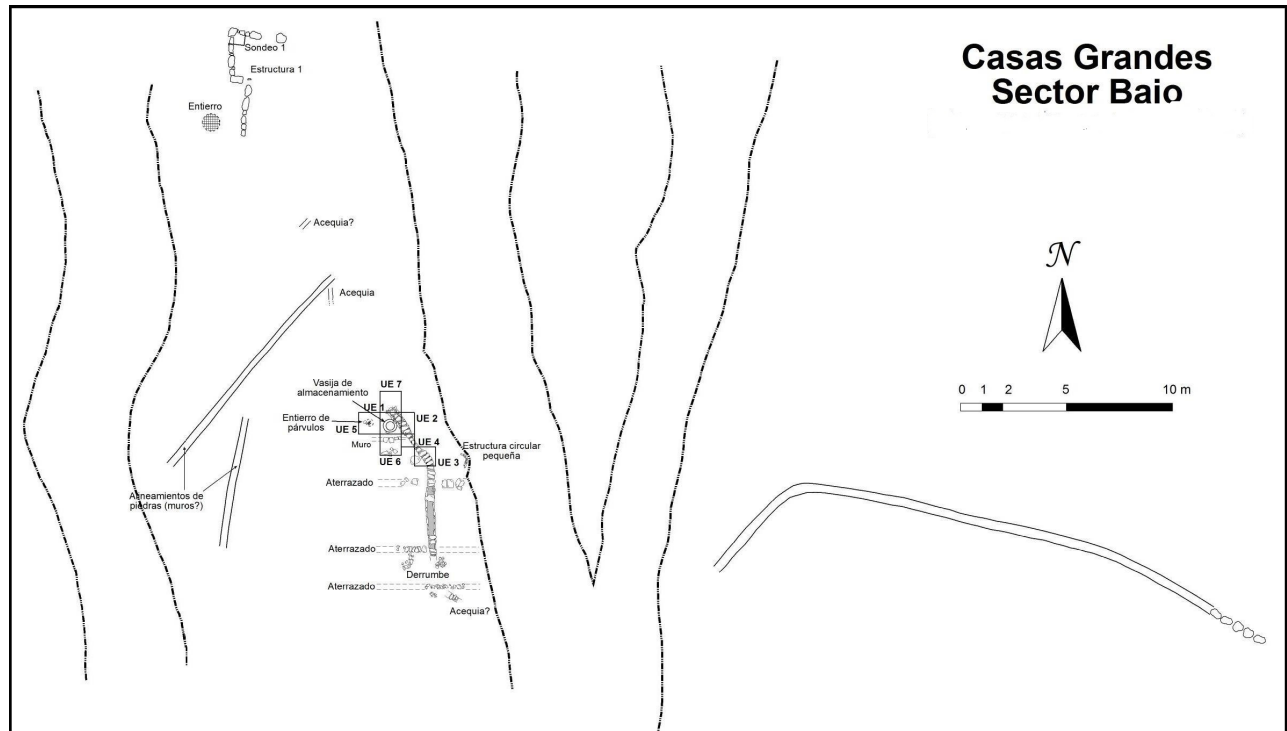 Casas Grandes
Sector Bajo
Sondeo 1
Estructura 1
Entierro
Acequia?
Acequia
N
0 1 2 5 10 m
Vasija de
almacenamiento
UE 7
UE 1
UE 2
Entierro de
párvulos
UE 5
UE 4
Muro
Estructura circular
pequeña
UE 6
UE 3
Aterrazado
Alineamientos de
piedras (muros?)
Aterrazado
Derrumbe
Aterrazado
Acequia?